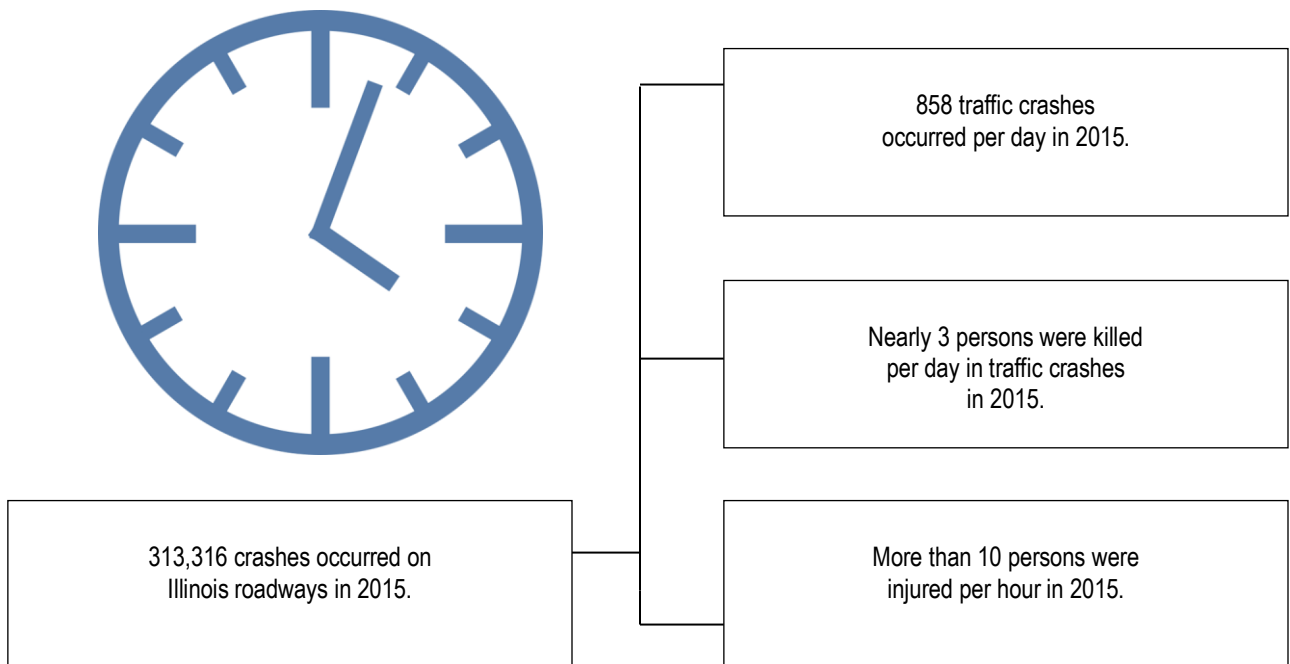 858 traffic crashes
occurred per day in 2015.
Nearly 3 persons were killed
per day in traffic crashes
in 2015.
313,316 crashes occurred on
Illinois roadways in 2015.
More than 10 persons were
injured per hour in 2015.